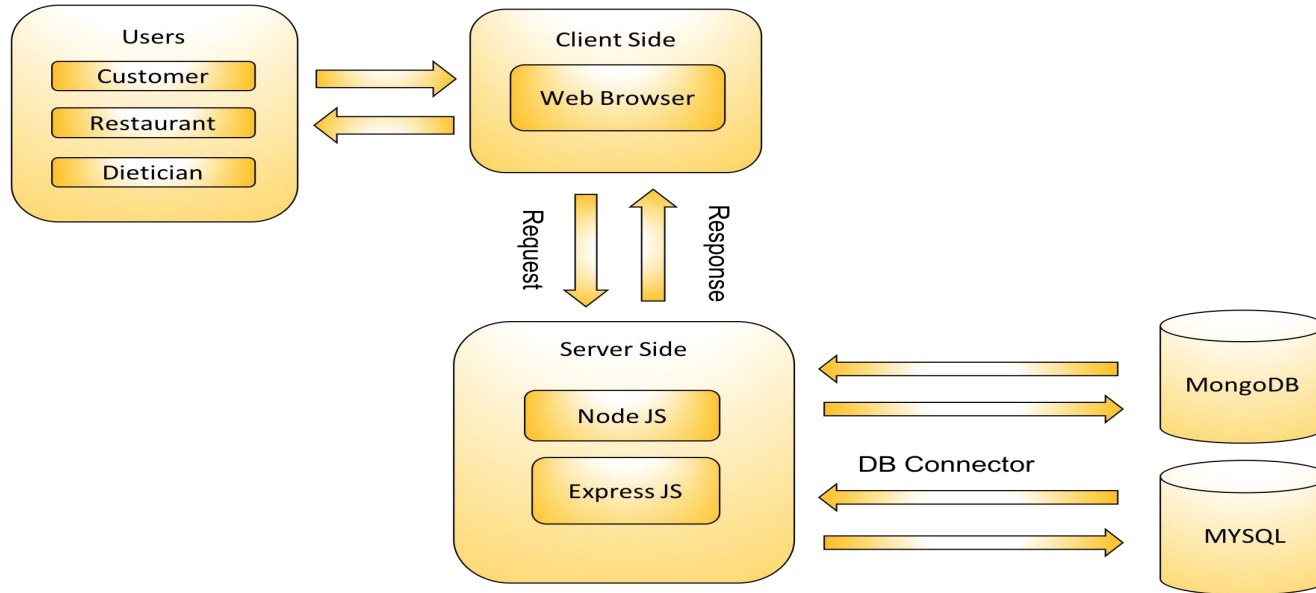 Users
Customer
Restaurant
Dietician
Client Side
Web Browser
Request
Response
Server Side
Node JS
Express JS
DB Connector
MongoDB
MYSQL